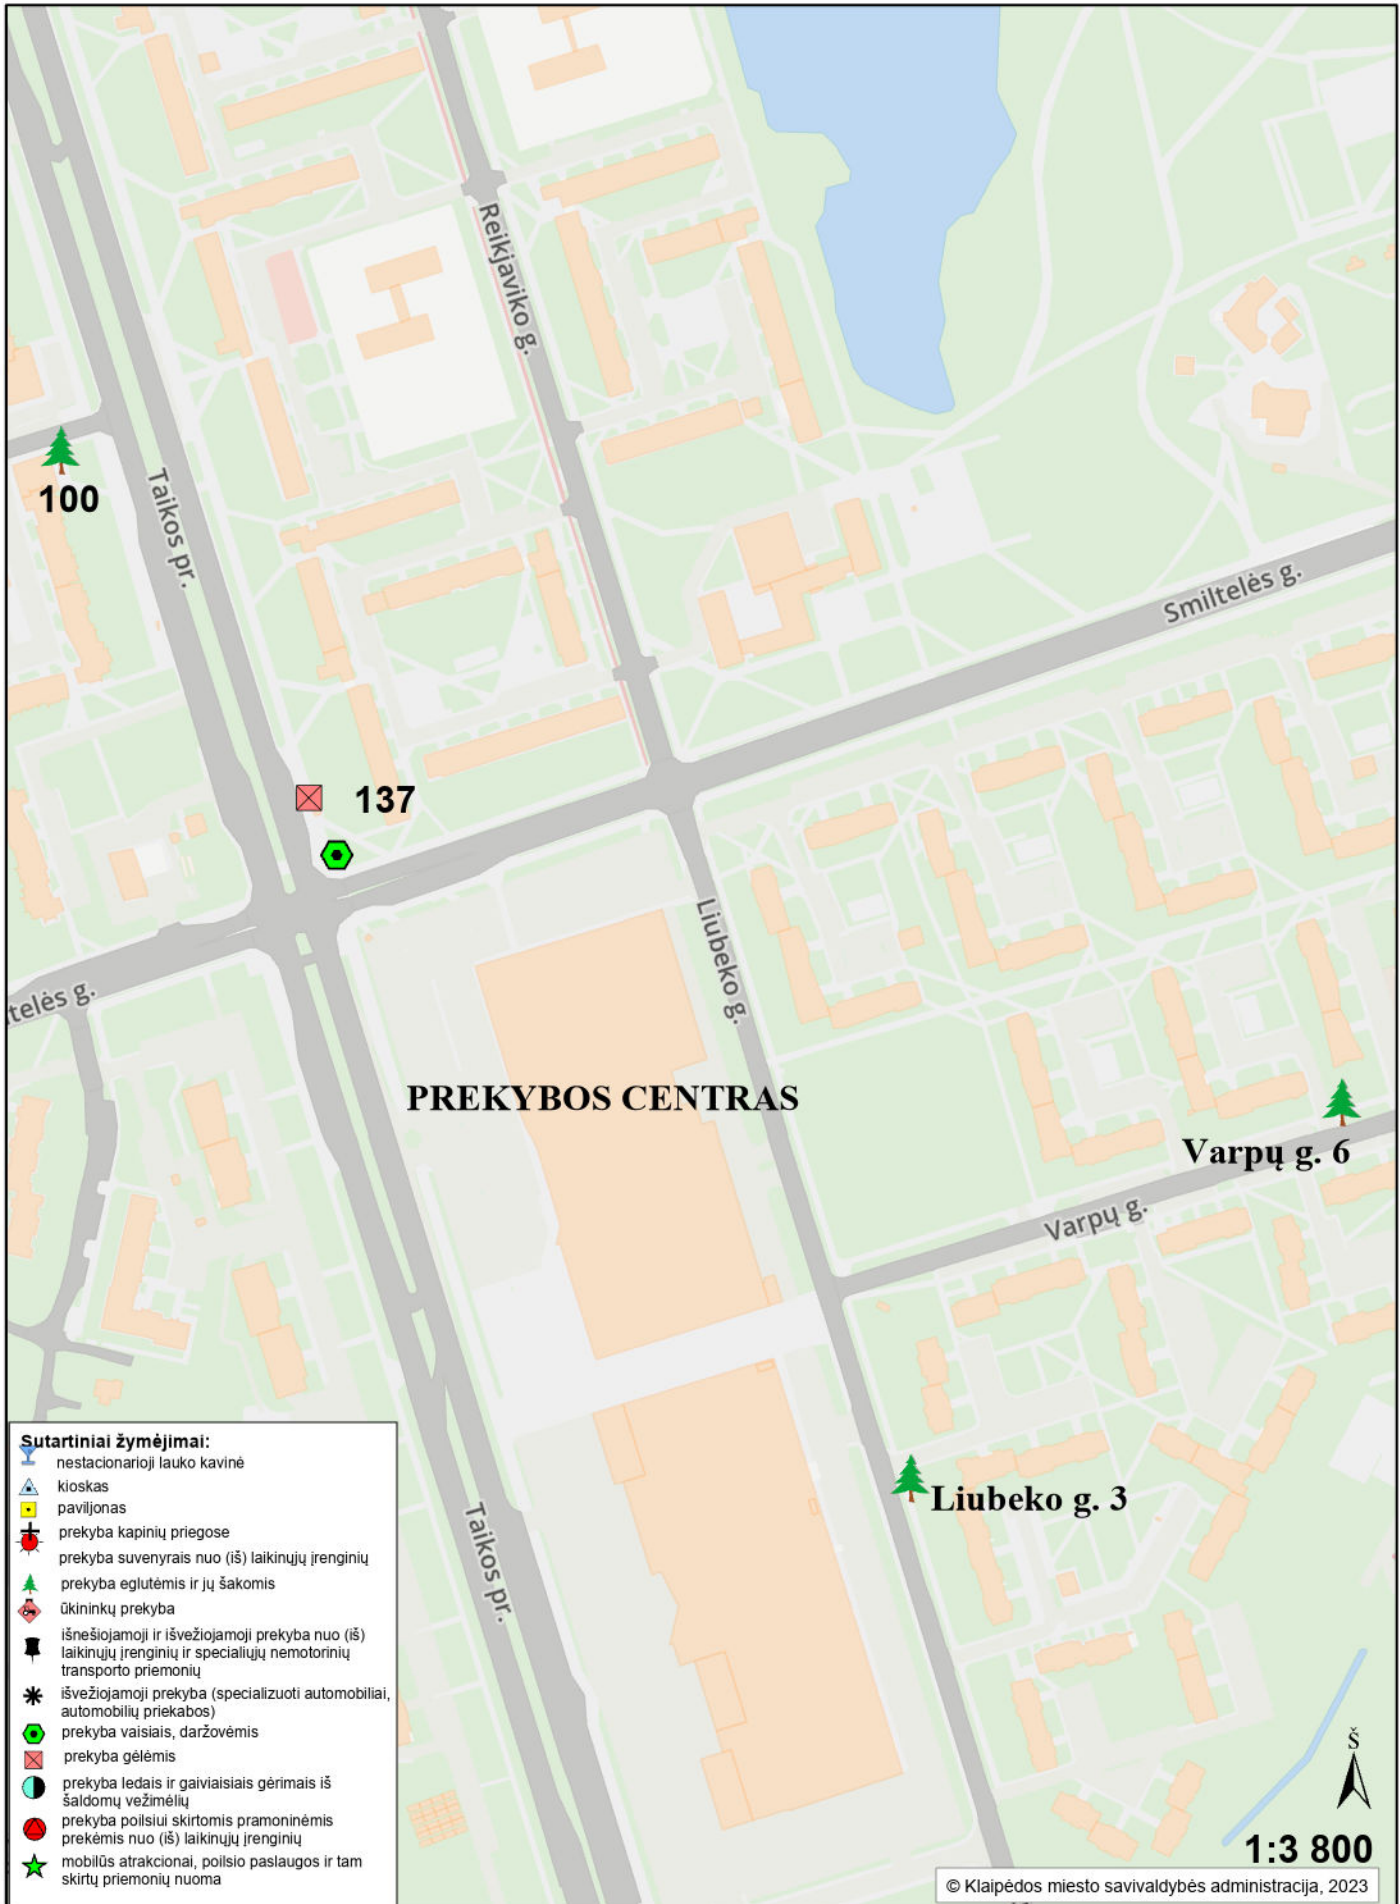 Reikjaviko g.
100
Taikos pr.
Smiltelės g.
137
Liubeko g.
telės g.
PREKYBOS CENTRAS
Varpų g. 6
Varpų g.
Liubeko g. 3
Taikos pr.
Sutartiniai žymėjimai:
nestacionarioji lauko kavinė
kioskas
paviljonas
prekyba kapinių priegose
prekyba suvenyrais nuo (iš) laikinųjų įrenginių
prekyba eglutėmis ir jų šakomis
ūkininkų prekyba
išnešiojamoji ir išvežiojamoji prekyba nuo (iš)
laikinųjų įrenginių ir specialiųjų nemotorinių
transporto priemonių
išvežiojamoji prekyba (specializuoti automobiliai,
automobilių priekabos)
prekyba vaisiais, daržovėmis
prekyba gėlėmis
prekyba ledais ir gaiviaisiais gėrimais iš
šaldomų vežimėlių
prekyba poilsiui skirtomis pramoninėmis
prekėmis nuo (iš) laikinųjų įrenginių
mobilūs atrakcionai, poilsio paslaugos ir tam
skirtų priemonių nuoma
Š
1:3 800
© Klaipėdos miesto savivaldybės administracija, 2023